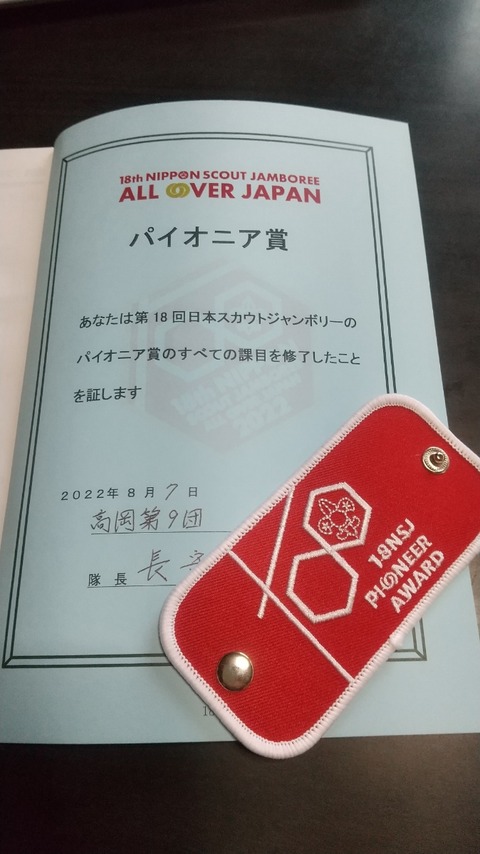 18th NIPPON SCOUT JAMBOREE
ALL OVER JAPAN
パイオニア賞
あなたは第18回日本スカウトジャンボリーの
パイオニア賞のすべての課目を修了したこと
を証します
2022年8月7日
高岡第9団
隊長 長
18NSJ
PIONEER
AWARD